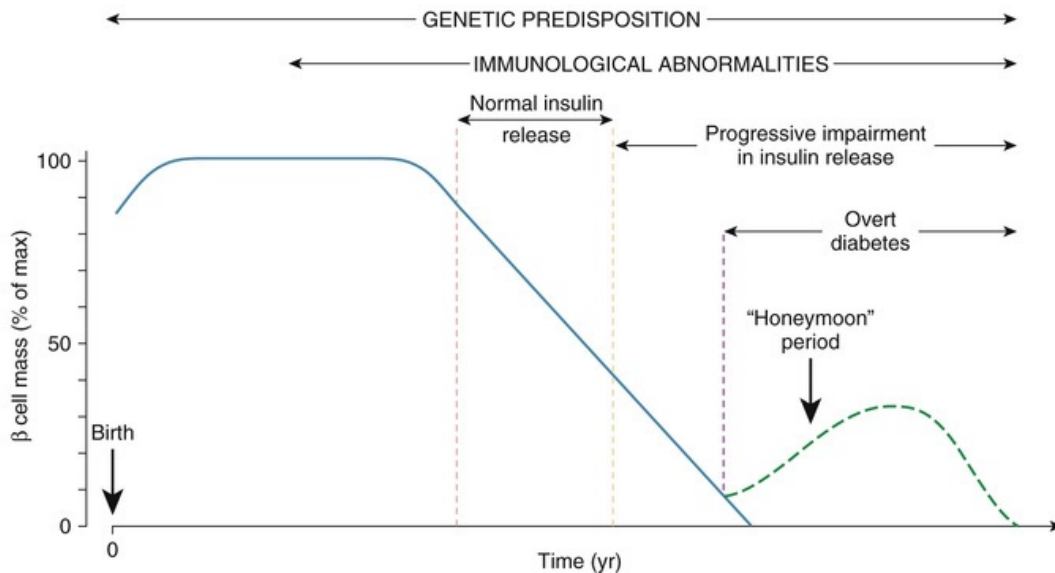 GENETIC PREDISPOSITION
IMMUNOLOGICAL ABNORMALITIES
Normal insulin
release
Progressive impairment
in insulin release
Overt
diabetes
"Honeymoon"
period
β cell mass (% of max)
100
50
0
Birth
0
Time (yr)